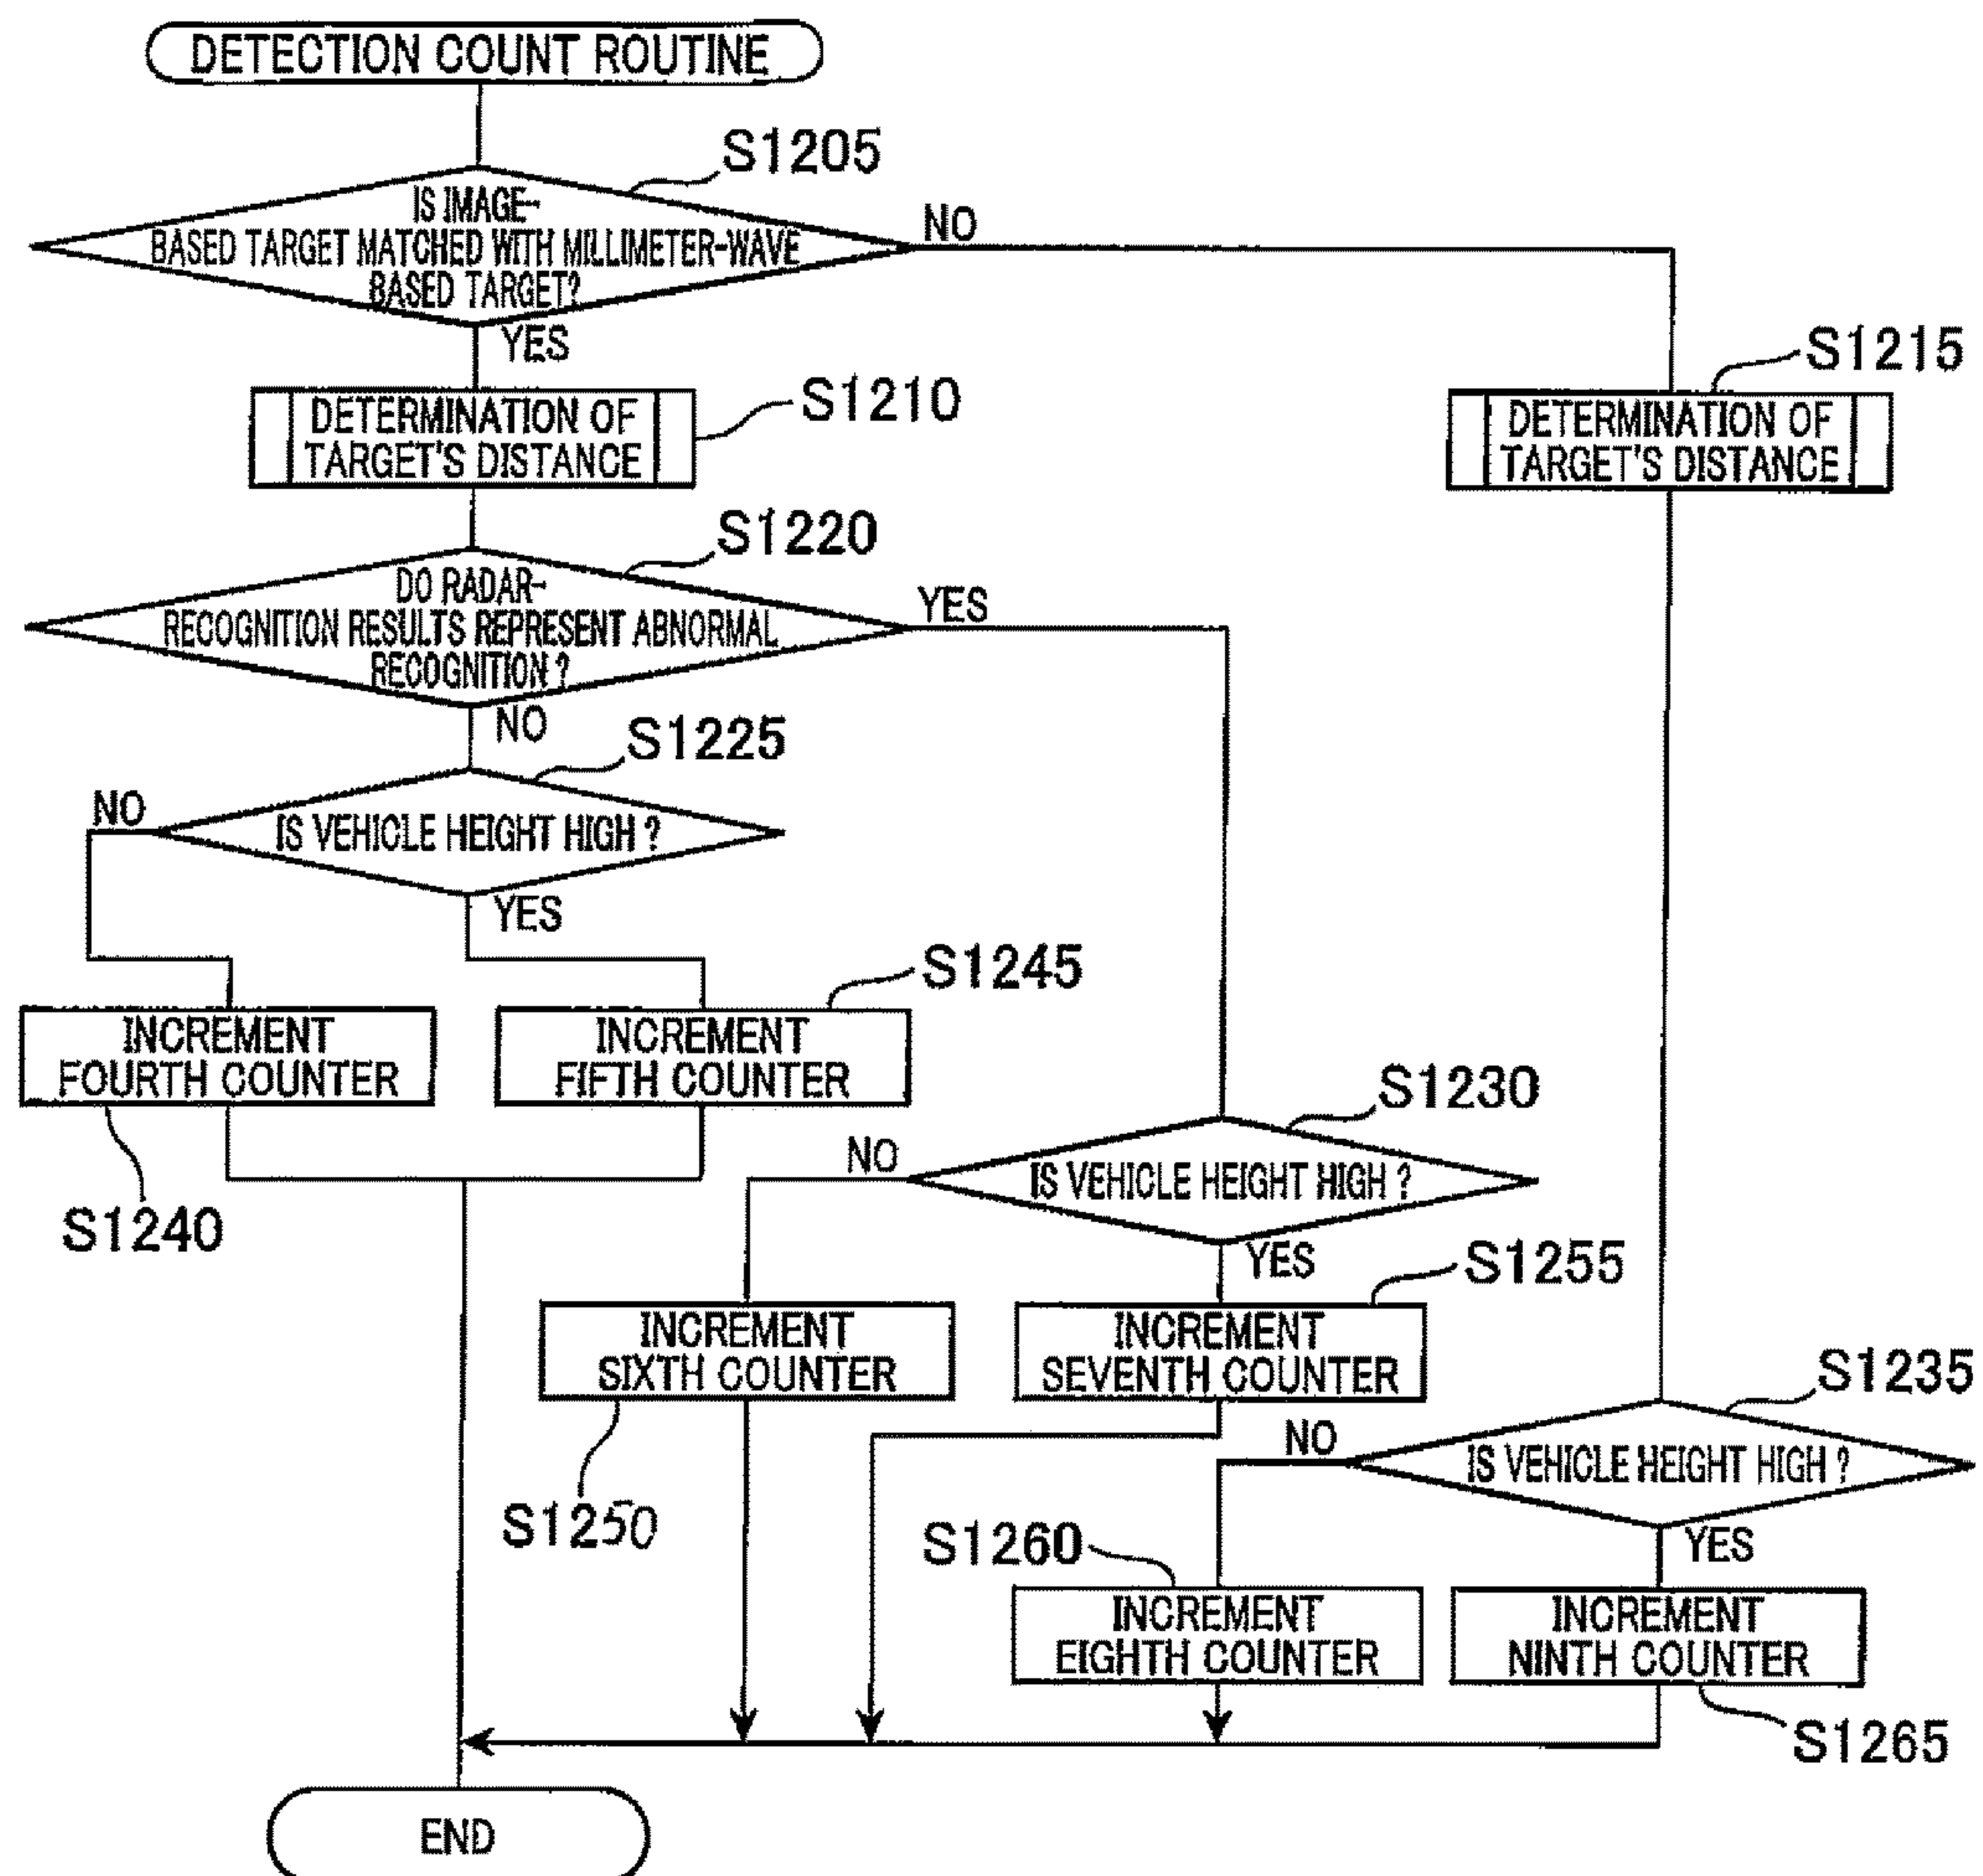 DETECTION COUNT ROUTINE
S1205
IS IMAGE-
BASED TARGET MATCHED WITH MILLIMETER-WAVE
BASED TARGET?
NO
YES
S1210
DETERMINATION OF
TARGET'S DISTANCE
S1215
DETERMINATION OF
TARGET'S DISTANCE
S1220
DO RADAR-
RECOGNITION RESULTS REPRESENT ABNORMAL
RECOGNITION ?
YES
NO
S1225
NO
IS VEHICLE HEIGHT HIGH ?
YES
S1245
INCREMENT
FOURTH COUNTER
INCREMENT
FIFTH COUNTER
S1240
S1230
NO
IS VEHICLE HEIGHT HIGH ?
YES
S1255
INCREMENT
SIXTH COUNTER
INCREMENT
SEVENTH COUNTER
S1250
S1235
NO
IS VEHICLE HEIGHT HIGH ?
YES
S1260
INCREMENT
EIGHTH COUNTER
INCREMENT
NINTH COUNTER
S1265
END